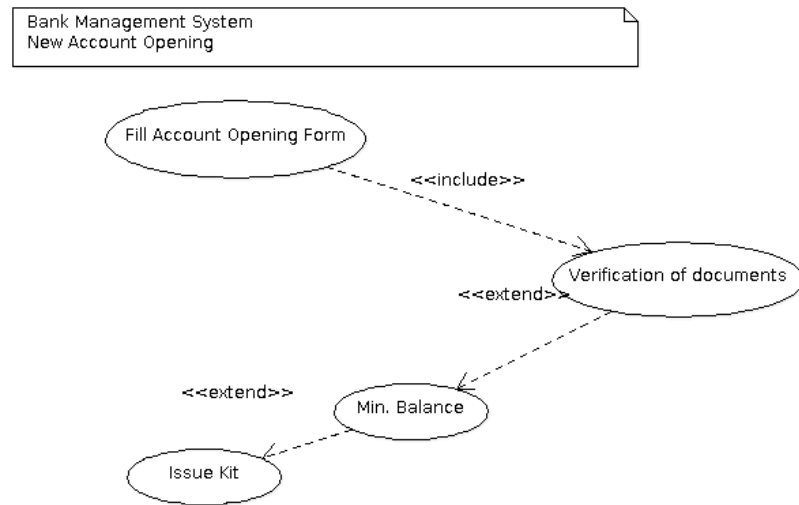 Bank Management System
New Account Opening
Fill Account Opening Form
<<include>>
Verification of documents
<<extend>>
<<extend>>
Min. Balance
Issue Kit